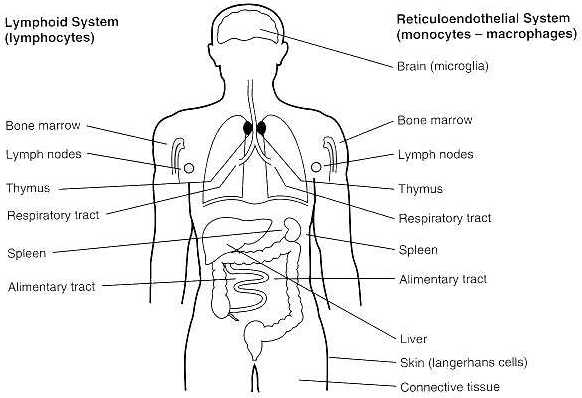 Lymphoid System
(lymphocytes)
Bone marrow
Lymph nodes
Thymus
Respiratory tract
Spleen
Alimentary tract
Reticuloendothelial System
(monocytes – macrophages)
Brain (microglia)
Bone marrow
Lymph nodes
Thymus
Respiratory tract
Spleen
Alimentary tract
Liver
Skin (langerhans cells)
Connective tissue